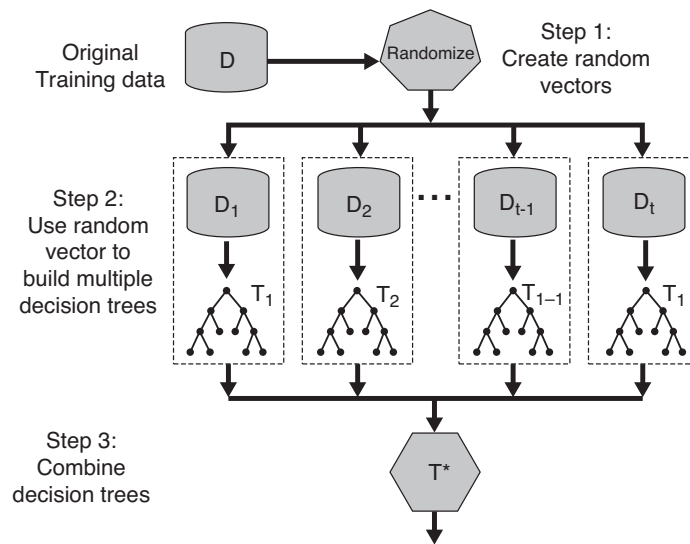 Original
Training data
D
Randomize
Step 1:
Create random
vectors
Step 2:
Use random
vector to
build multiple
decision trees
D1
D2
...
Dt-1
Dt
T1
T2
T1–1
T1
Step 3:
Combine
decision trees
T*